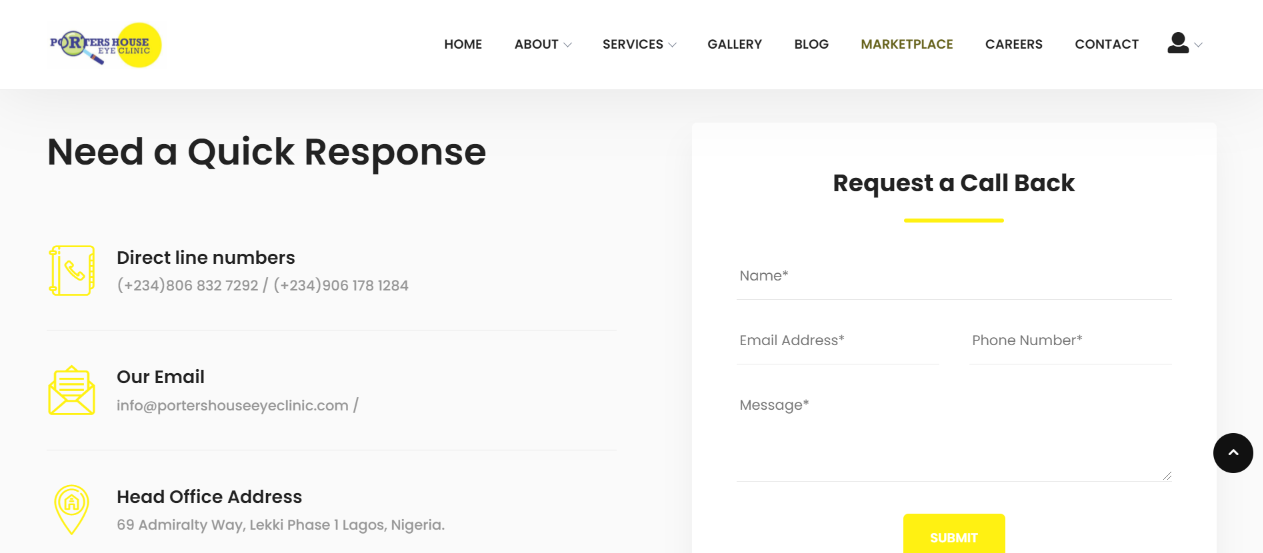 PORTERS HOUSE
EYE CLINIC
HOME
ABOUT
SERVICES
GALLERY
BLOG
MARKETPLACE
CAREERS
CONTACT
Need a Quick Response
Direct line numbers
(+234)806 832 7292 / (+234)906 178 1284
Our Email
info@portershouseeyeclinic.com /
Head Office Address
69 Admiralty Way, Lekki Phase 1 Lagos, Nigeria.
Request a Call Back
Name*
Email Address*
Phone Number*
Message*
SUBMIT